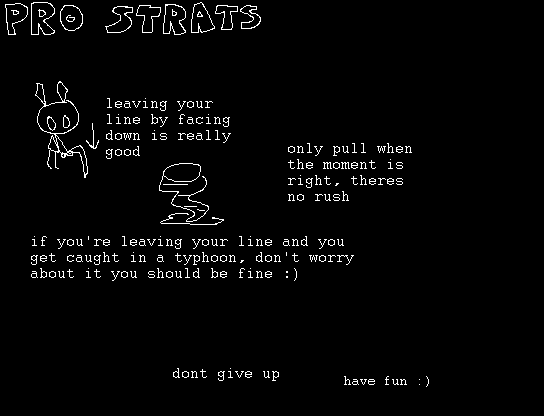 PRO STRATS
leaving your
line by facing
down is really
good
only pull when
the moment is
right, theres
no rush
if you're leaving your line and you
get caught in a typhoon, don't worry
about it you should be fine :)
dont give up
have fun :)